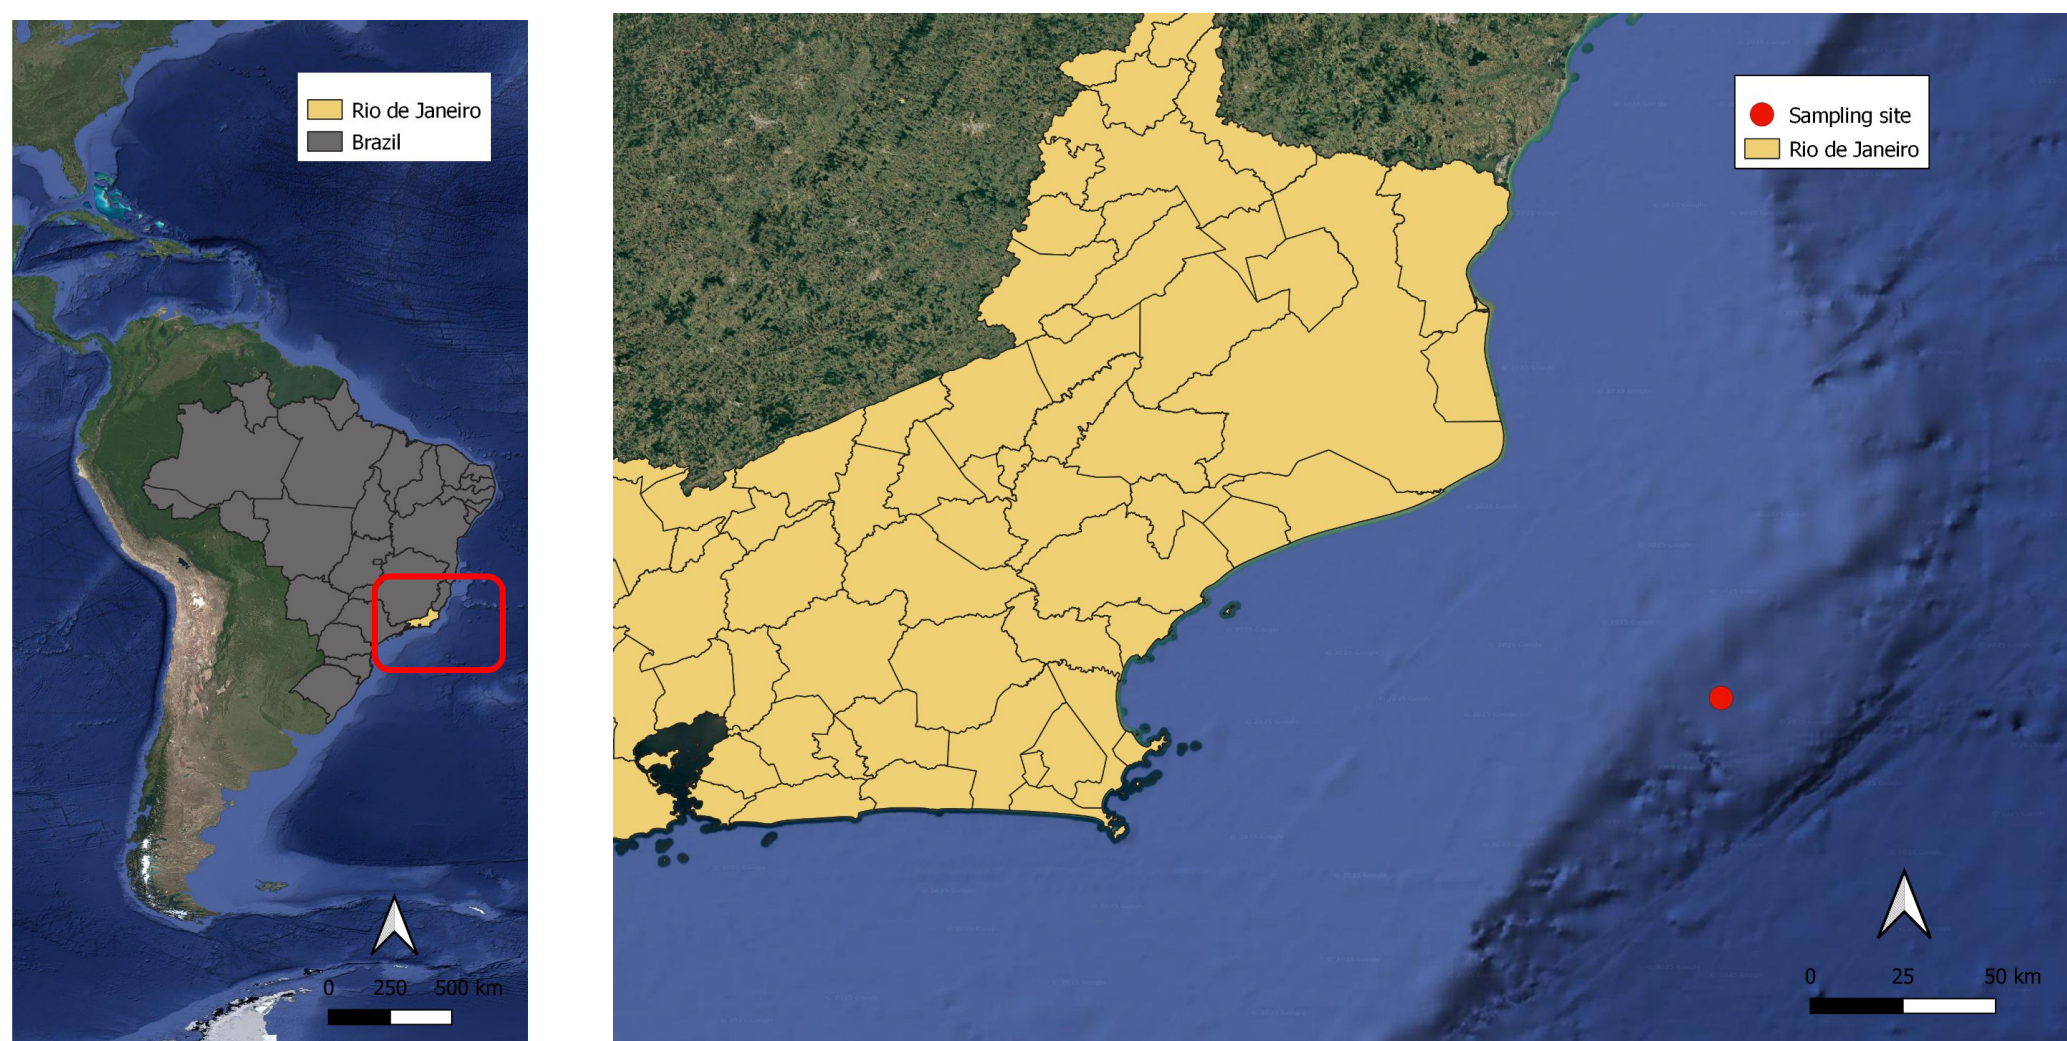 Rio de Janeiro
Brazil
0 250 500 km
Sampling site
Rio de Janeiro
0 25 50 km